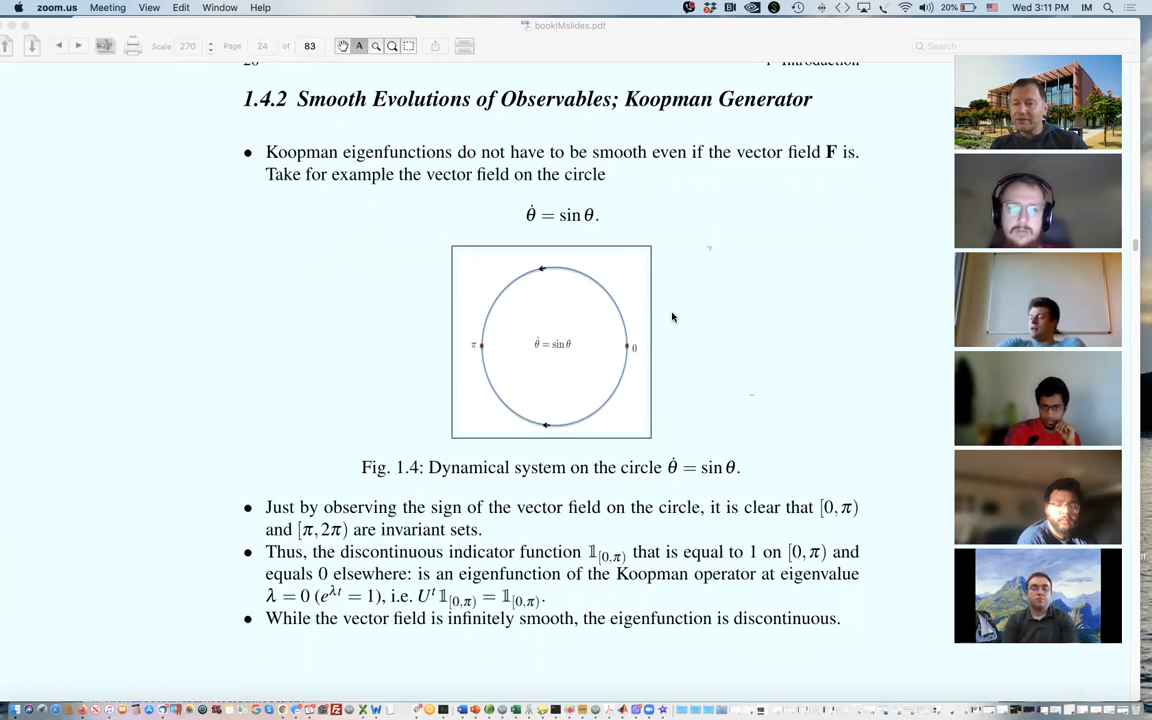 zoom.us Meeting View Edit Window Help 20% Wed 3:11 PM IM
bookIMslides.pdf
Scale 270 Page 24 of 83 A Search
1.4.2 Smooth Evolutions of Observables; Koopman Generator
• Koopman eigenfunctions do not have to be smooth even if the vector field F is.
Take for example the vector field on the circle
θ̇ = sin θ.
π θ̇ = sin θ 0
Fig. 1.4: Dynamical system on the circle θ̇ = sin θ.
• Just by observing the sign of the vector field on the circle, it is clear that [0,π)
and [π,2π) are invariant sets.
• Thus, the discontinuous indicator function 𝟙[0,π) that is equal to 1 on [0,π) and
equals 0 elsewhere: is an eigenfunction of the Koopman operator at eigenvalue
λ = 0 (e^λt = 1), i.e. U^t 𝟙[0,π) = 𝟙[0,π).
• While the vector field is infinitely smooth, the eigenfunction is discontinuous.